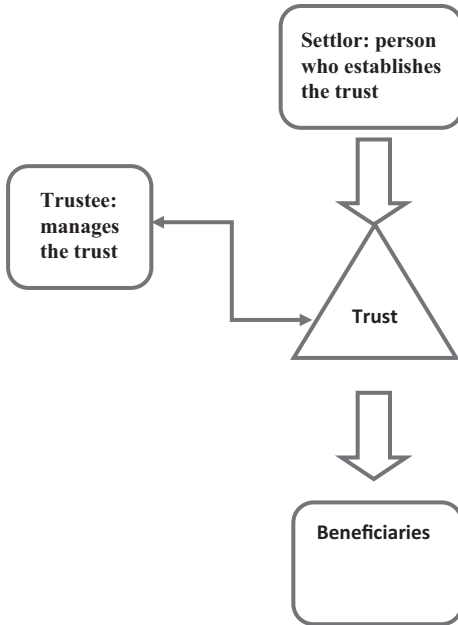 Settlor: person
who establishes
the trust
Trustee:
manages
the trust
Trust
Beneficiaries